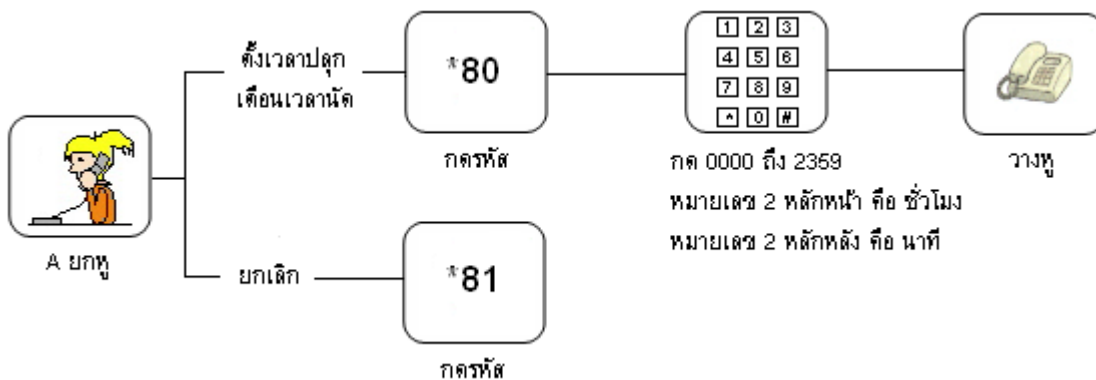 ตั้งเวลาปลุก
เตือนเวลานัด
*80
กดรหัส
1 2 3
4 5 6
7 8 9
* 0 #
กด 0000 ถึง 2359
หมายเลข 2 หลักหน้า คือ ชั่วโมง
หมายเลข 2 หลักหลัง คือ นาที
วางหู
A ยกหู
ยกเลิก
*81
กดรหัส